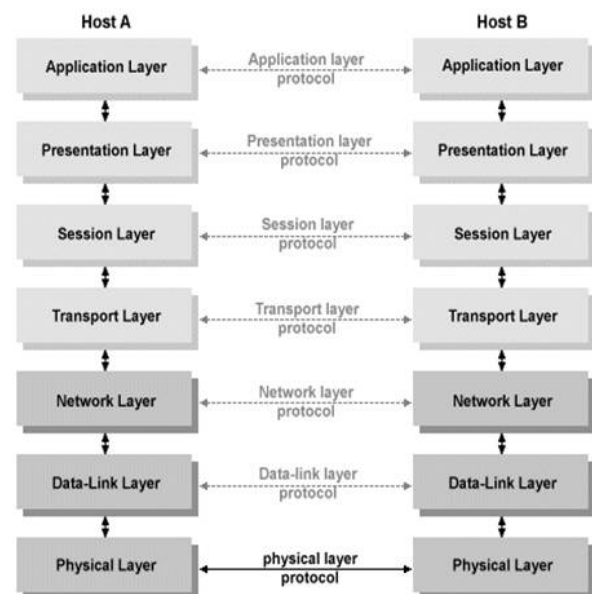 Host A
Host B
Application Layer
Application layer
protocol
Application Layer
Presentation Layer
Presentation layer
protocol
Presentation Layer
Session Layer
Session layer
protocol
Session Layer
Transport Layer
Transport layer
protocol
Transport Layer
Network Layer
Network layer
protocol
Network Layer
Data-Link Layer
Data-link layer
protocol
Data-Link Layer
Physical Layer
physical layer
protocol
Physical Layer